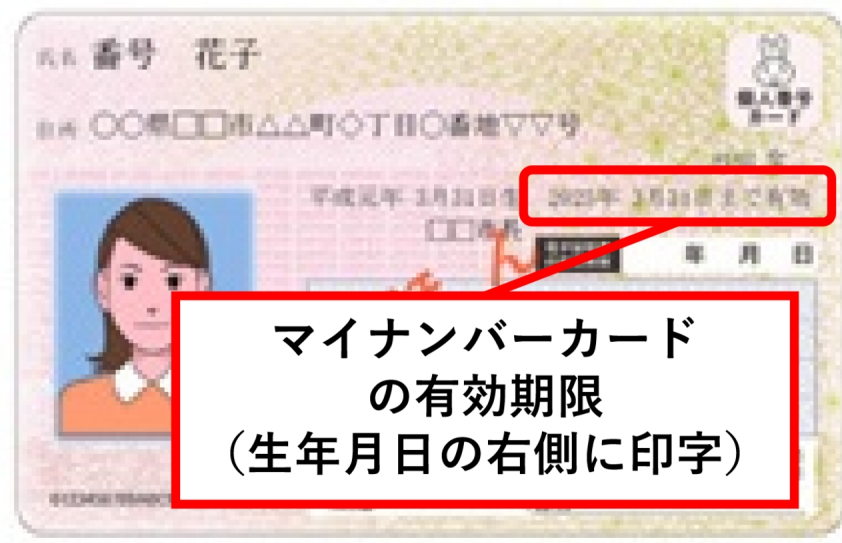 氏名 番号 花子
住所 〇〇県□□市△△町◇丁目〇番地▽▽号
個人番号
カード
平成元年 3月31日生
2025年 3月31日まで有効
□□市長
年 月 日
マイナンバーカード
の有効期限
（生年月日の右側に印字）